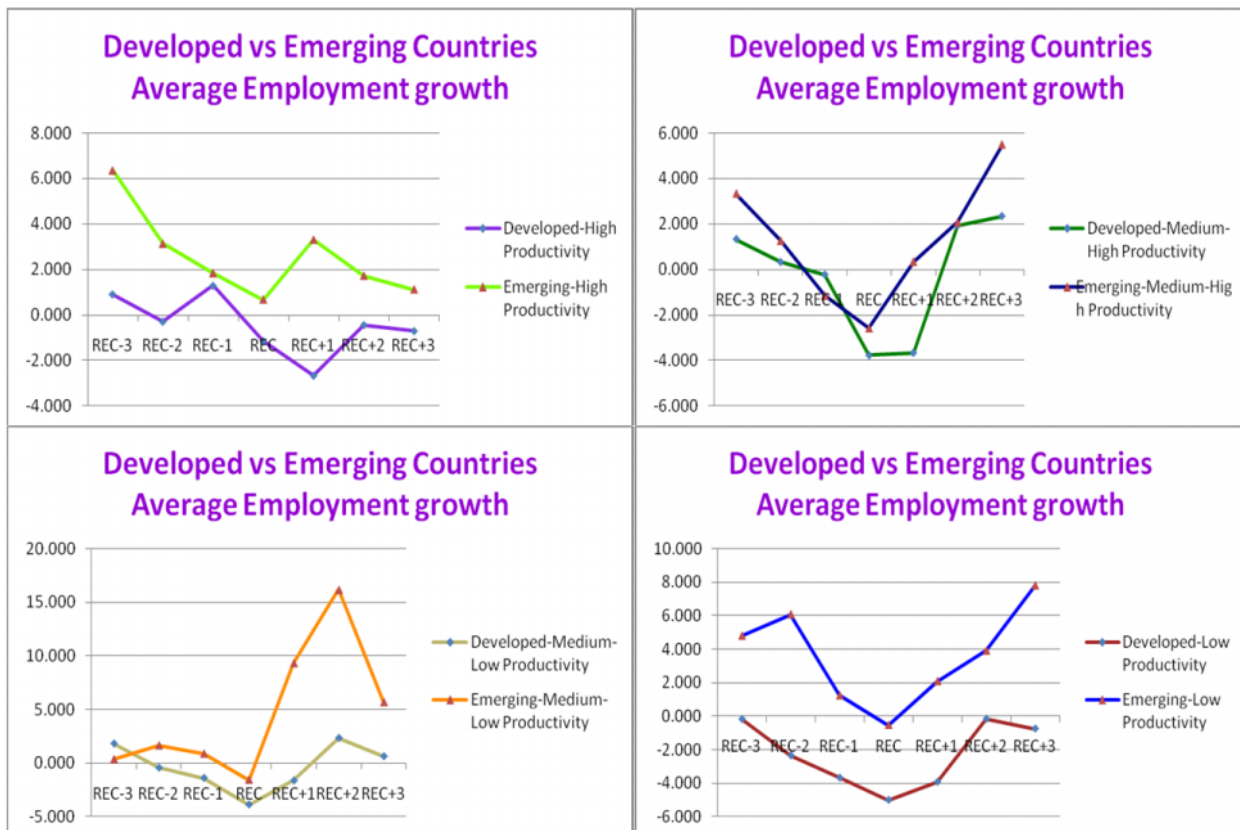 Developed vs Emerging Countries
Average Employment growth
8.000
6.000
4.000
2.000
0.000
-2.000
-4.000
REC-3 REC-2 REC-1 REC REC+1 REC+2 REC+3
Developed-High
Productivity
Emerging-High
Productivity
Developed vs Emerging Countries
Average Employment growth
6.000
4.000
2.000
0.000
-2.000
-4.000
-6.000
REC-3 REC-2 REC-1 REC REC+1 REC+2 REC+3
Developed-Medium-
High Productivity
Emerging-Medium-Hig
h Productivity
Developed vs Emerging Countries
Average Employment growth
20.000
15.000
10.000
5.000
0.000
-5.000
REC-3 REC-2 REC-1 REC REC+1 REC+2 REC+3
Developed-Medium-
Low Productivity
Emerging-Medium-
Low Productivity
Developed vs Emerging Countries
Average Employment growth
10.000
8.000
6.000
4.000
2.000
0.000
-2.000
-4.000
-6.000
REC-3 REC-2 REC-1 REC REC+1 REC+2 REC+3
Developed-Low
Productivity
Emerging-Low
Productivity